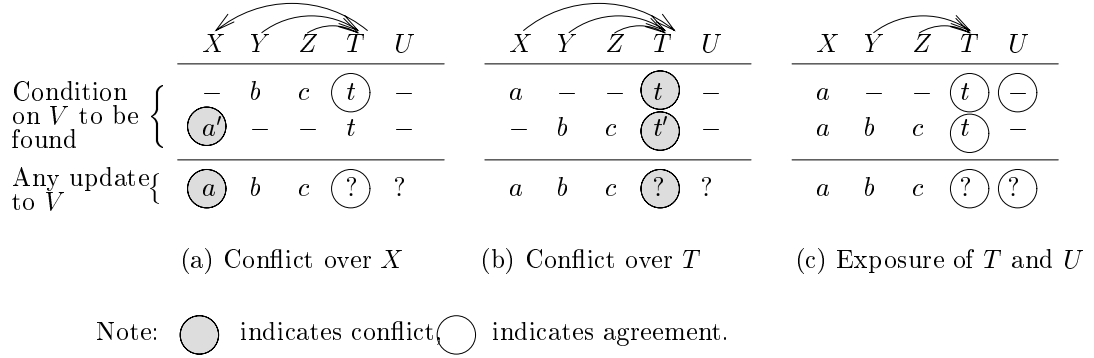 X Y Z T U X Y Z T U X Y Z T U
Condition – b c t – a – – t – a – – t –
on V to be
found a′ – – t – – b c t′ – a b c t –
Any update
to V a b c ? ? a b c ? ? a b c ? ?
(a) Conflict over X (b) Conflict over T (c) Exposure of T and U
Note: indicates conflict, indicates agreement.